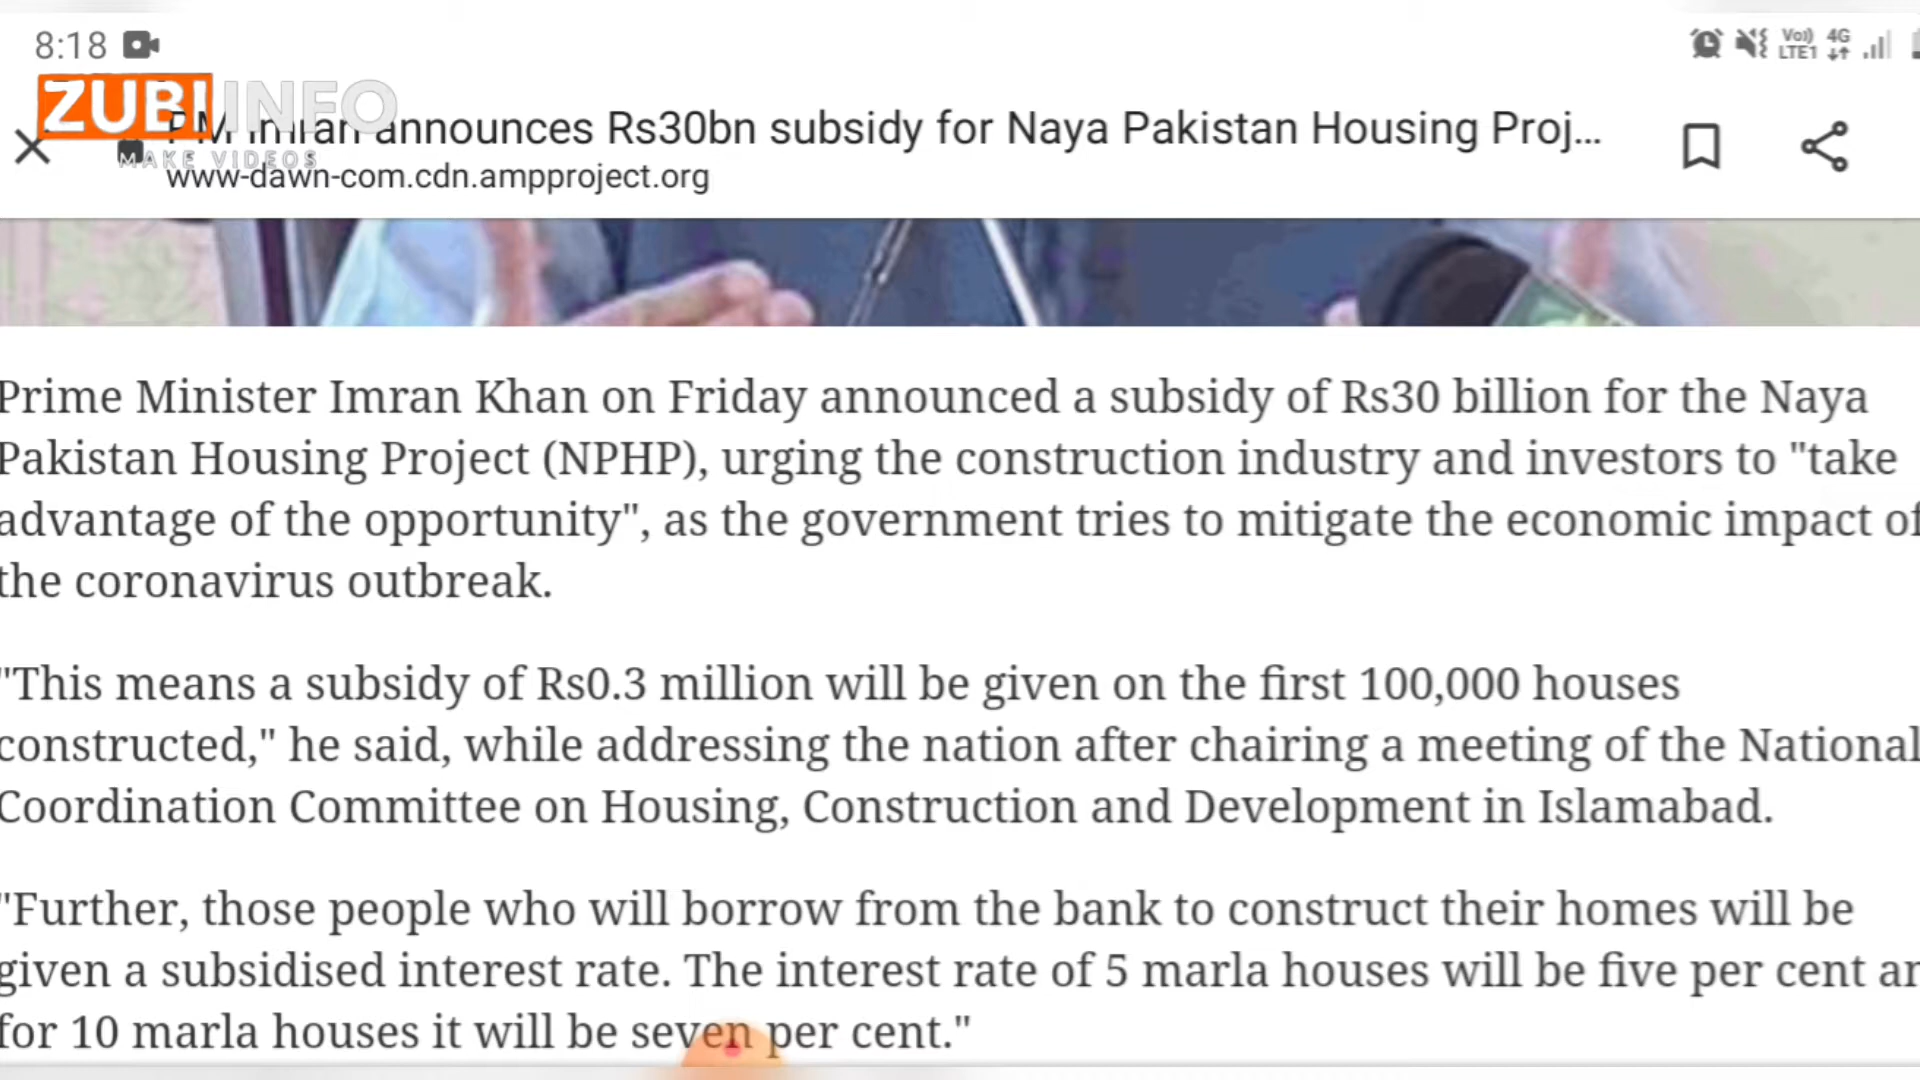 8:18
Vol) 4G
LTE1
ZUBI INFO
MAKE VIDEOS
PM Imran announces Rs30bn subsidy for Naya Pakistan Housing Proj...
www-dawn-com.cdn.ampproject.org
Prime Minister Imran Khan on Friday announced a subsidy of Rs30 billion for the Naya
Pakistan Housing Project (NPHP), urging the construction industry and investors to "take
advantage of the opportunity", as the government tries to mitigate the economic impact of
the coronavirus outbreak.
"This means a subsidy of Rs0.3 million will be given on the first 100,000 houses
constructed," he said, while addressing the nation after chairing a meeting of the National
Coordination Committee on Housing, Construction and Development in Islamabad.
"Further, those people who will borrow from the bank to construct their homes will be
given a subsidised interest rate. The interest rate of 5 marla houses will be five per cent an
for 10 marla houses it will be seven per cent."